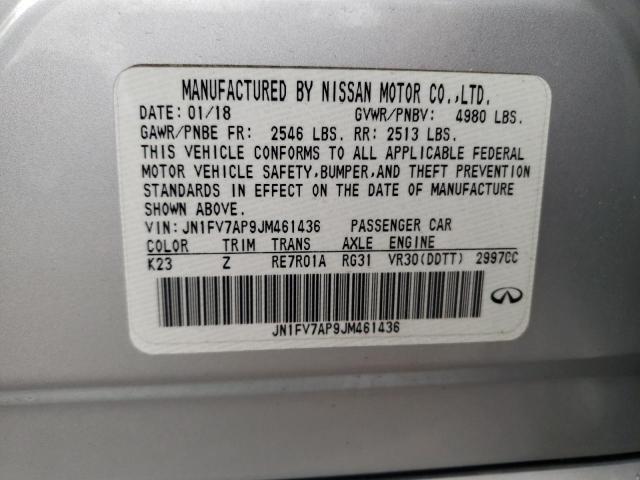 MANUFACTURED BY NISSAN MOTOR CO.,LTD.
DATE: 01/18 GVWR/PNBV: 4980 LBS.
GAWR/PNBE FR: 2546 LBS. RR: 2513 LBS.
THIS VEHICLE CONFORMS TO ALL APPLICABLE FEDERAL
MOTOR VEHICLE SAFETY,BUMPER,AND THEFT PREVENTION
STANDARDS IN EFFECT ON THE DATE OF MANUFACTURE
SHOWN ABOVE.
VIN: JN1FV7AP9JM461436 PASSENGER CAR
COLOR TRIM TRANS AXLE ENGINE
K23 Z RE7R01A RG31 VR30(DDTT) 2997CC
JN1FV7AP9JM461436